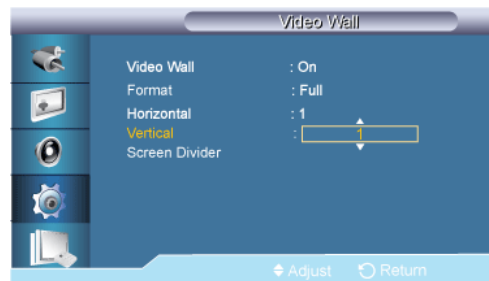 Video Wall
Video Wall : On
Format : Full
Horizontal : 1
Vertical : 1
Screen Divider
Adjust Return